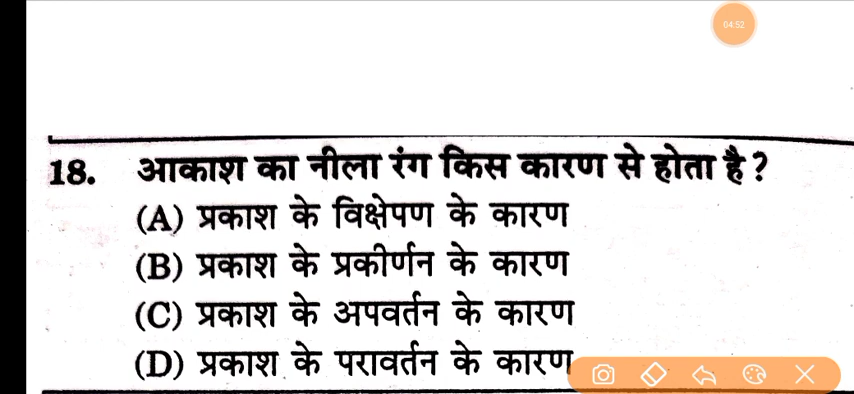 04:52
18. आकाश का नीला रंग किस कारण से होता है ?
(A) प्रकाश के विक्षेपण के कारण
(B) प्रकाश के प्रकीर्णन के कारण
(C) प्रकाश के अपवर्तन के कारण
(D) प्रकाश के परावर्तन के कारण